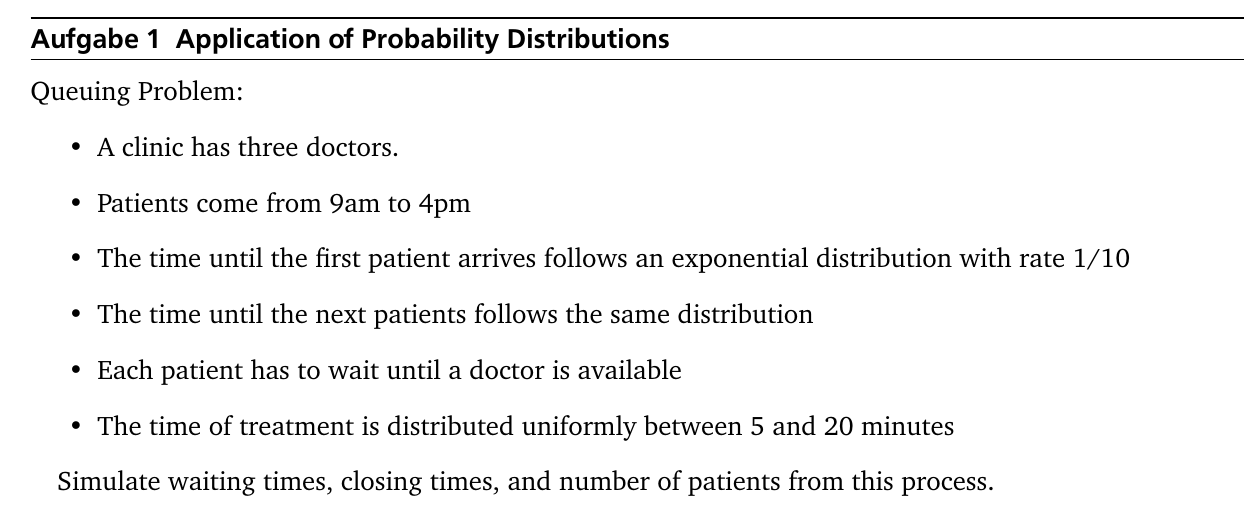 Aufgabe 1 Application of Probability Distributions
Queuing Problem:
• A clinic has three doctors.
• Patients come from 9am to 4pm
• The time until the first patient arrives follows an exponential distribution with rate 1/10
• The time until the next patients follows the same distribution
• Each patient has to wait until a doctor is available
• The time of treatment is distributed uniformly between 5 and 20 minutes
Simulate waiting times, closing times, and number of patients from this process.